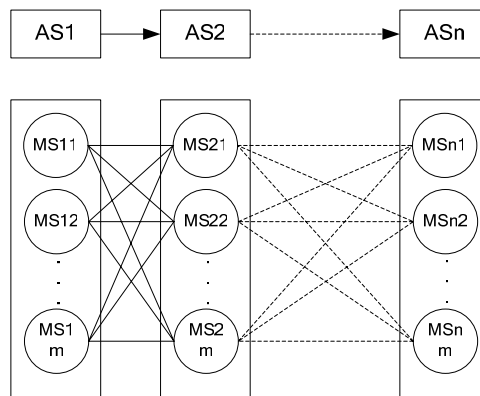 AS1 AS2 ASn
MS11 MS21 MSn1
MS12 MS22 MSn2
. . .
. . .
. . .
MS1 MS2 MSn
m m m